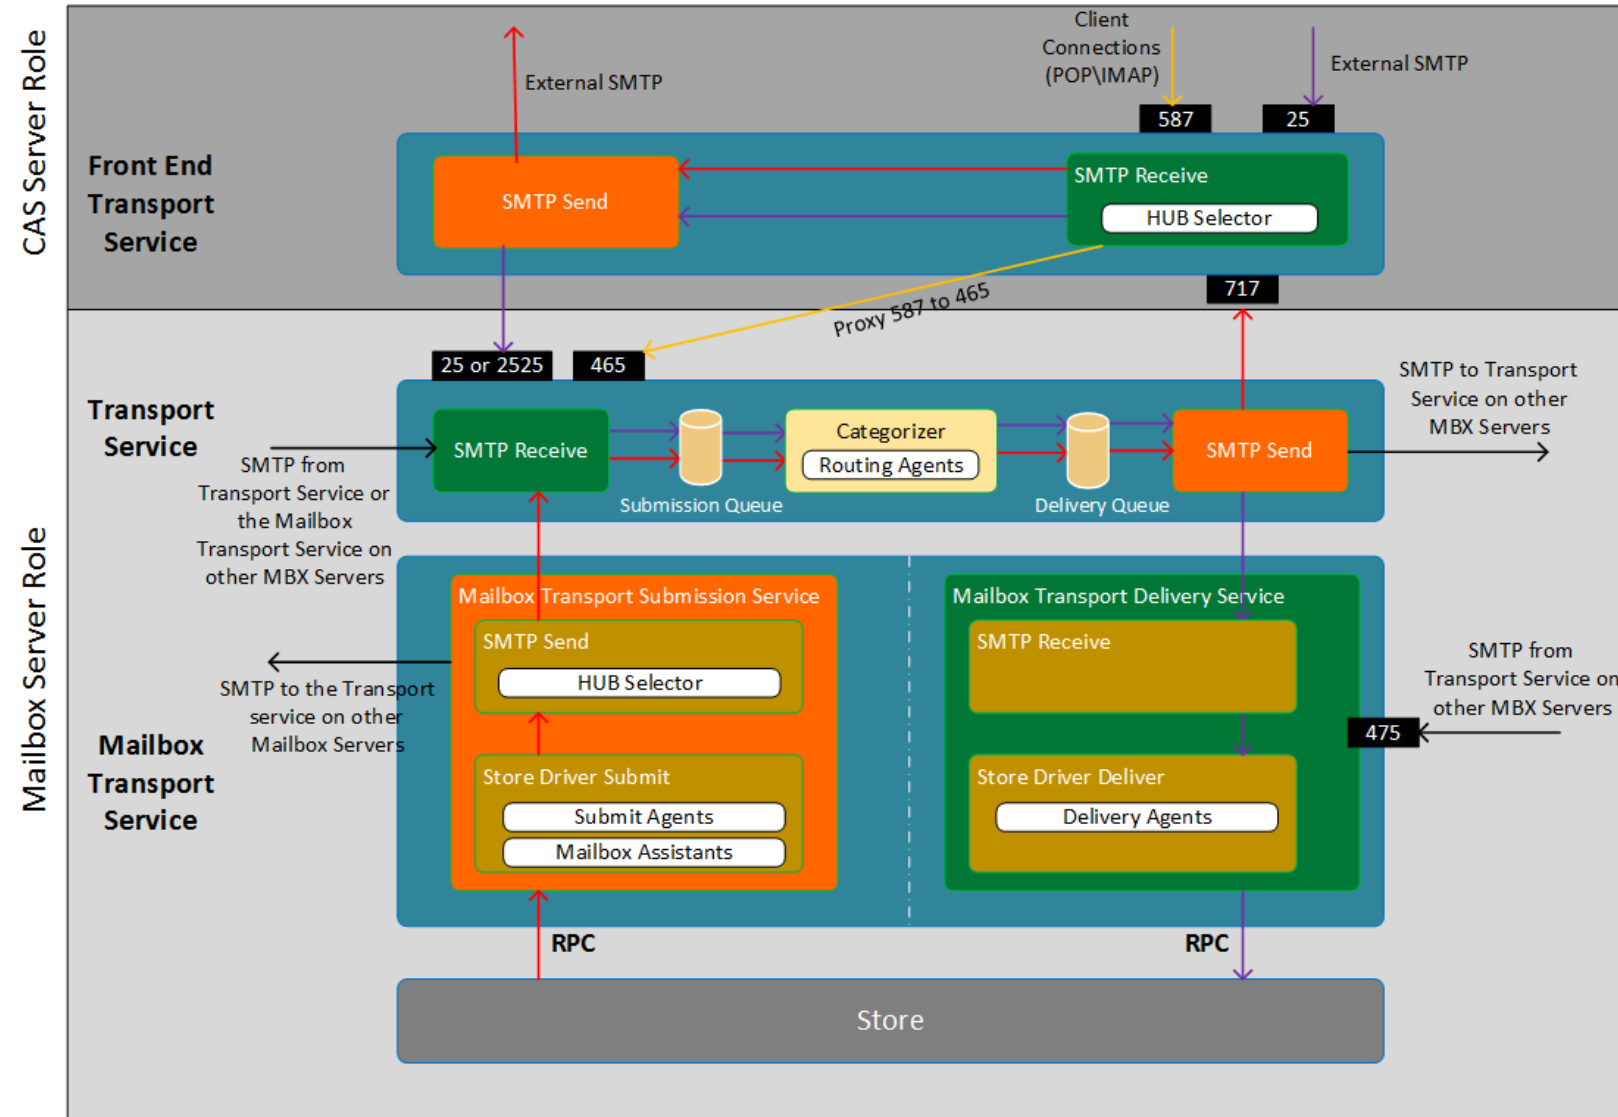 CAS Server Role
Client
Connections
(POP\IMAP)
External SMTP
External SMTP
587
25
Front End
Transport
Service
SMTP Send
SMTP Receive
HUB Selector
717
Proxy 587 to 465
25 or 2525
465
Mailbox Server Role
Transport
Service
SMTP Receive
Categorizer
Routing Agents
SMTP Send
Submission Queue
Delivery Queue
SMTP to Transport
Service on other
MBX Servers
SMTP from
Transport Service or
the Mailbox
Transport Service on
other MBX Servers
Mailbox Transport Submission Service
SMTP Send
HUB Selector
Store Driver Submit
Submit Agents
Mailbox Assistants
Mailbox Transport Delivery Service
SMTP Receive
Store Driver Deliver
Delivery Agents
SMTP to the Transport
service on other
Mailbox Servers
SMTP from
Transport Service on
other MBX Servers
475
Mailbox
Transport
Service
RPC
RPC
Store